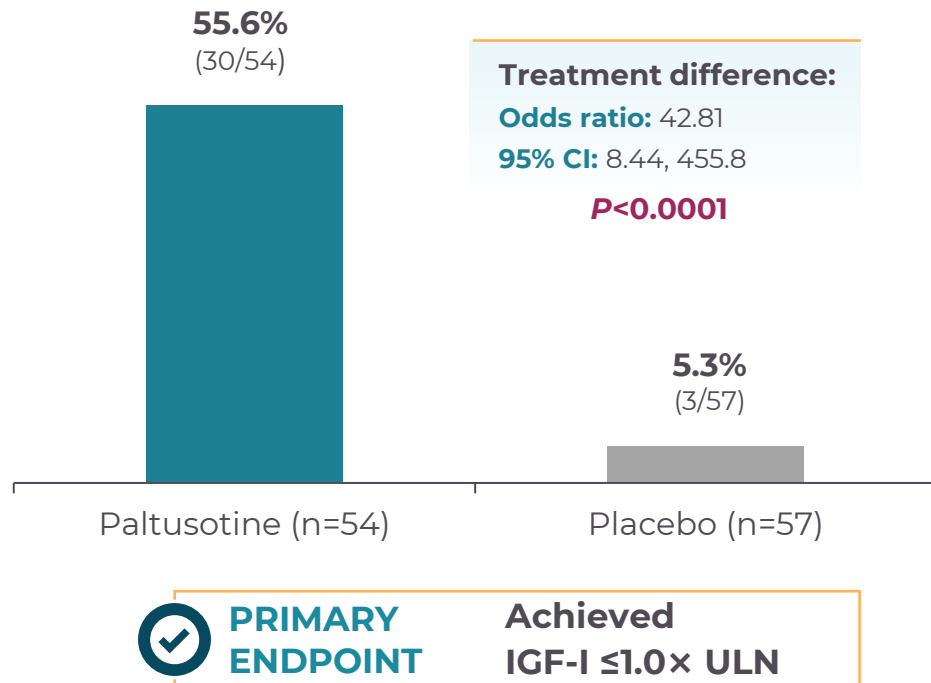 55.6%
(30/54)
Treatment difference:
Odds ratio: 42.81
95% CI: 8.44, 455.8
P<0.0001
5.3%
(3/57)
Paltusotine (n=54)
Placebo (n=57)
PRIMARY
ENDPOINT
Achieved
IGF-I ≤1.0× ULN